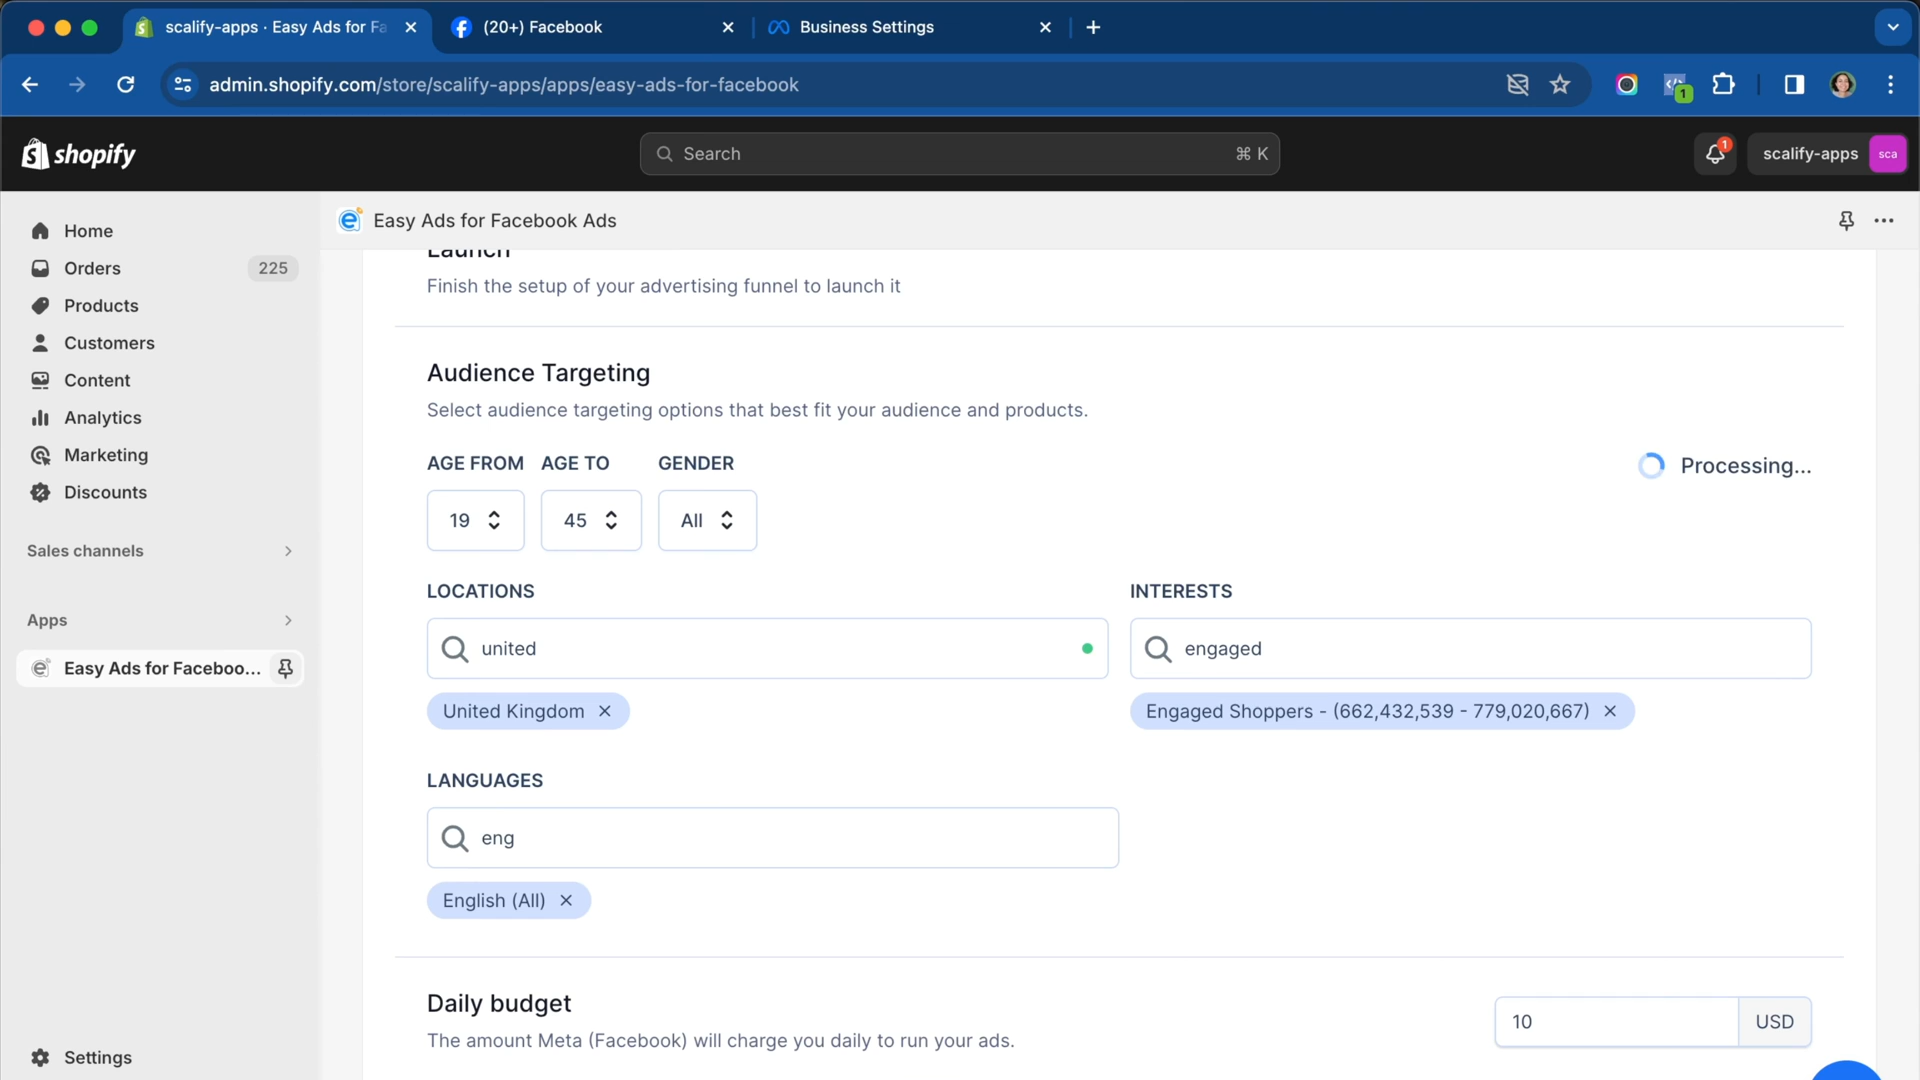 scalify-apps · Easy Ads for Fa
(20+) Facebook
Business Settings
admin.shopify.com/store/scalify-apps/apps/easy-ads-for-facebook
1
shopify
Search
⌘ K
1
scalify-apps
sca
Home
Orders
225
Products
Customers
Content
Analytics
Marketing
Discounts
Sales channels
Apps
Easy Ads for Faceboo...
Settings
Easy Ads for Facebook Ads
Launch
Finish the setup of your advertising funnel to launch it
Audience Targeting
Select audience targeting options that best fit your audience and products.
AGE FROM AGE TO GENDER
19 45 All
Processing...
LOCATIONS
united
United Kingdom ×
INTERESTS
engaged
Engaged Shoppers - (662,432,539 - 779,020,667) ×
LANGUAGES
eng
English (All) ×
Daily budget
The amount Meta (Facebook) will charge you daily to run your ads.
10 USD